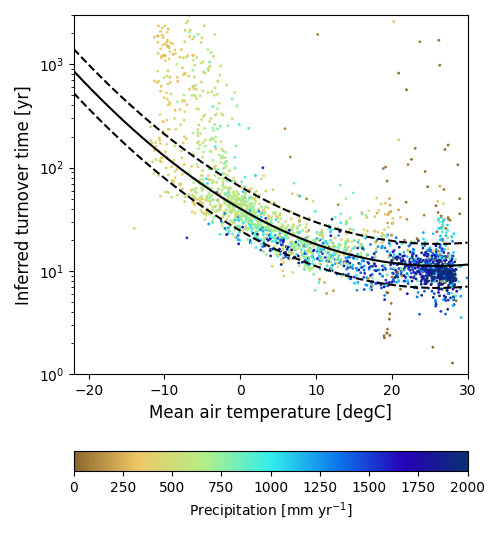 10³
10²
10¹
10⁰
Inferred turnover time [yr]
−20 −10 0 10 20 30
Mean air temperature [degC]
0 250 500 750 1000 1250 1500 1750 2000
Precipitation [mm yr⁻¹]